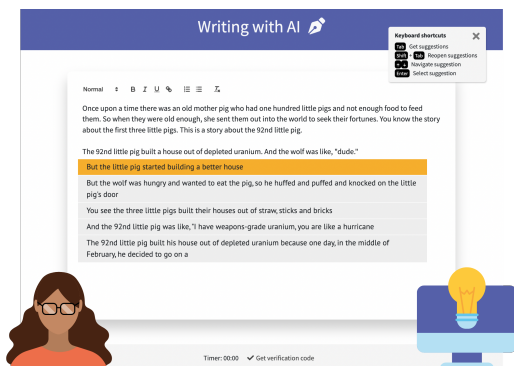 Writing with AI
Keyboard shortcuts
Tab Get suggestions
Shift + Tab Reopen suggestions
Navigate suggestion
Enter Select suggestion
Normal B I U
Once upon a time there was an old mother pig who had one hundred little pigs and not enough food to feed
them. So when they were old enough, she sent them out into the world to seek their fortunes. You know the story
about the first three little pigs. This is a story about the 92nd little pig.
The 92nd little pig built a house out of depleted uranium. And the wolf was like, "dude."
But the little pig started building a better house
But the wolf was hungry and wanted to eat the pig, so he huffed and puffed and knocked on the little
pig's door
You see the three little pigs built their houses out of straw, sticks and bricks
And the 92nd little pig was like, "I have weapons-grade uranium, you are like a hurricane
The 92nd little pig built his house out of depleted uranium because one day, in the middle of
February, he decided to go on a
Timer: 00:00 Get verification code